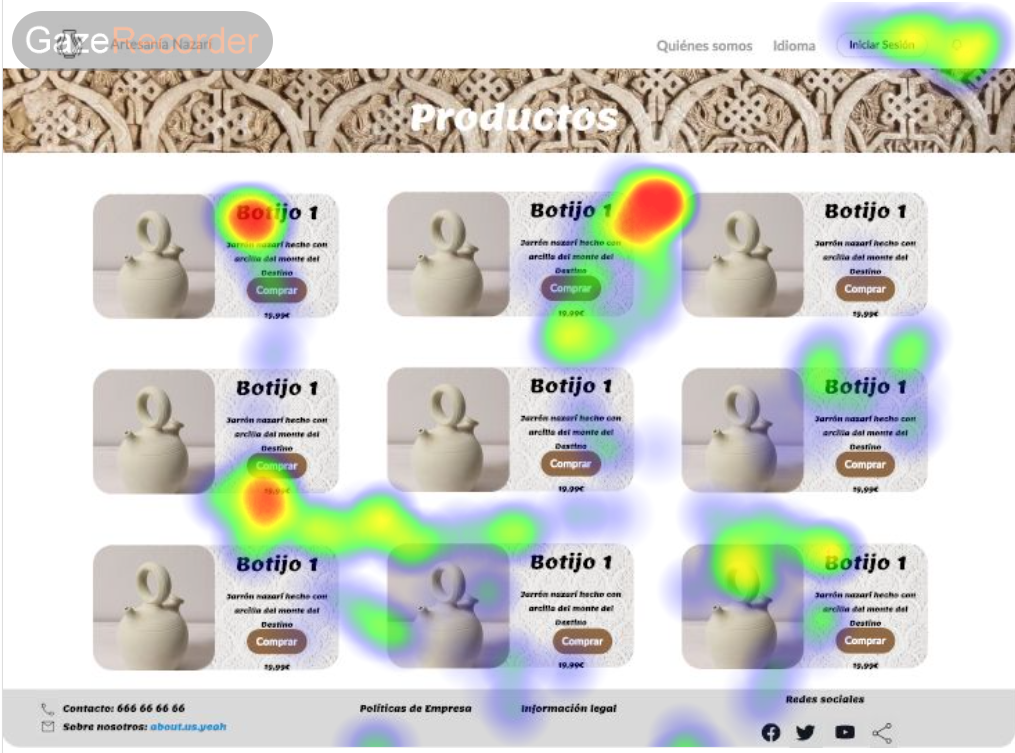 GazeRecorder
Artesanía Nazarí
Quiénes somos
Idioma
Iniciar Sesión
Productos
Botijo 1
Jarrón nazarí hecho con
arcilla del monte del
Destino
Comprar
19,99€
Botijo 1
Jarrón nazarí hecho con
arcilla del monte del
Destino
Comprar
19,99€
Botijo 1
Jarrón nazarí hecho con
arcilla del monte del
Destino
Comprar
19,99€
Botijo 1
Jarrón nazarí hecho con
arcilla del monte del
Destino
Comprar
19,99€
Botijo 1
Jarrón nazarí hecho con
arcilla del monte del
Destino
Comprar
19,99€
Botijo 1
Jarrón nazarí hecho con
arcilla del monte del
Destino
Comprar
19,99€
Botijo 1
Jarrón nazarí hecho con
arcilla del monte del
Destino
Comprar
19,99€
Botijo 1
Jarrón nazarí hecho con
arcilla del monte del
Destino
Comprar
19,99€
Botijo 1
Jarrón nazarí hecho con
arcilla del monte del
Destino
Comprar
19,99€
Contacto: 666 66 66 66
Sobre nosotros: about.us.yeah
Políticas de Empresa
Información legal
Redes sociales